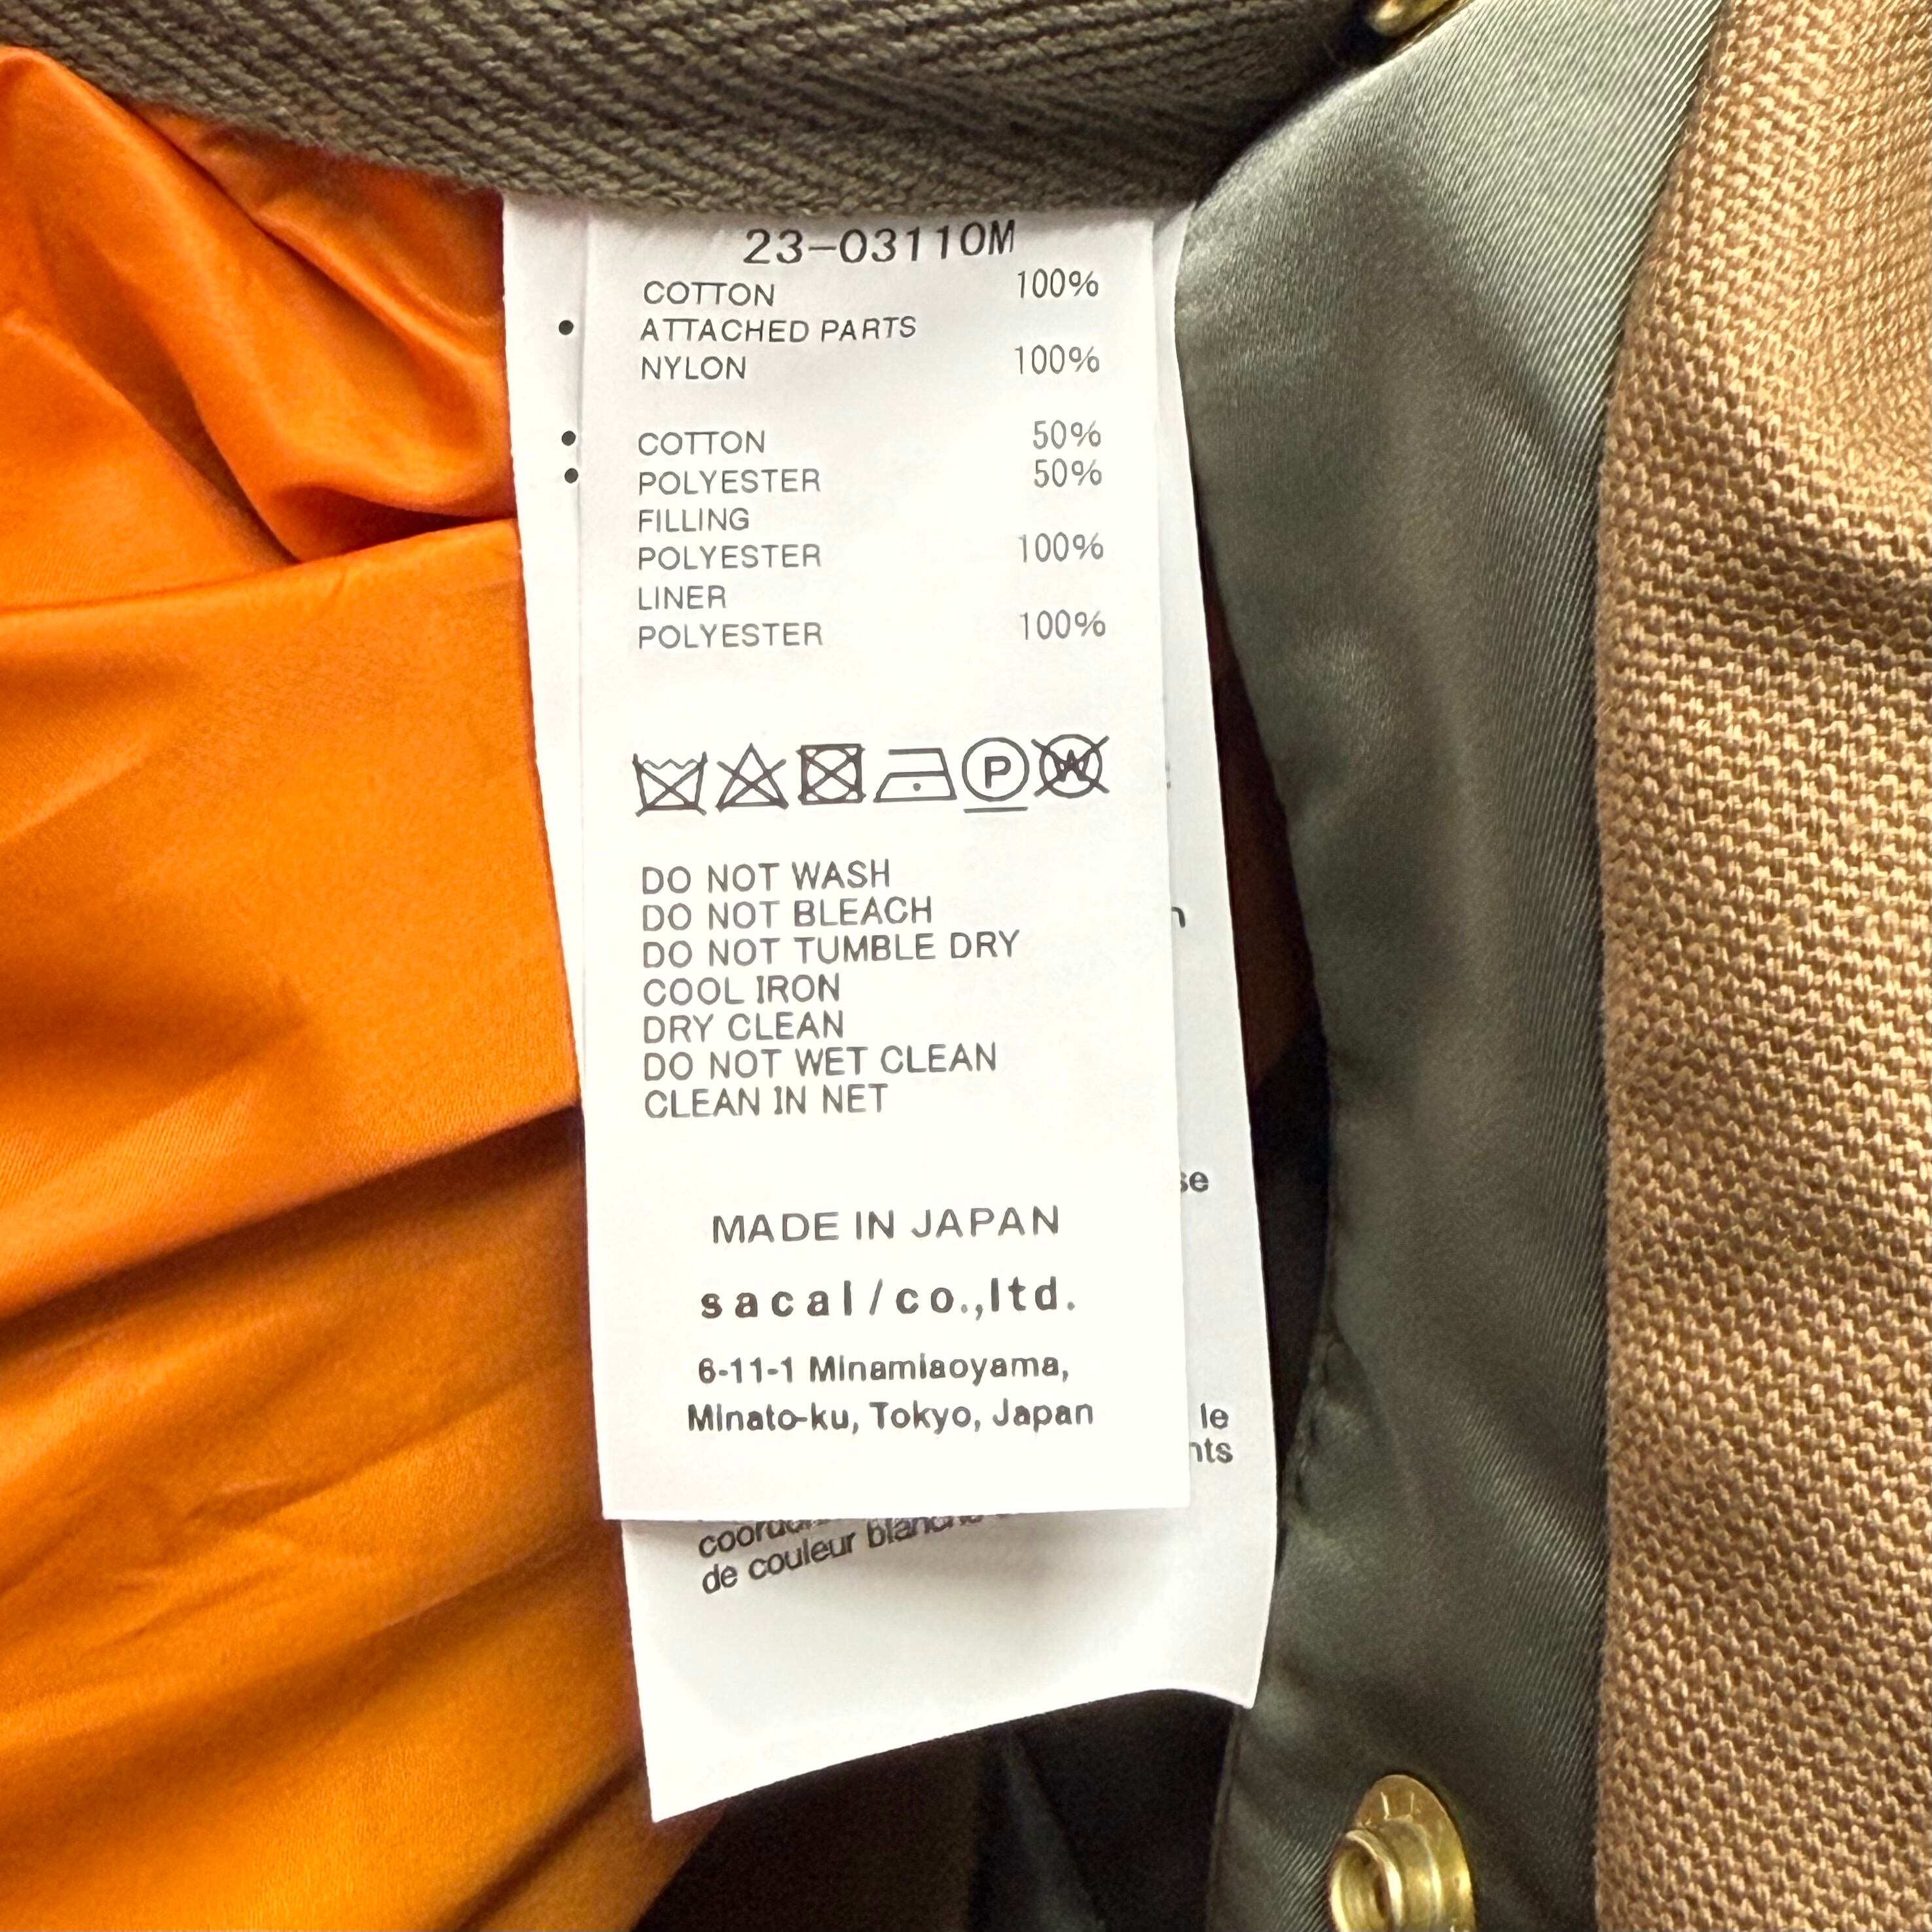 23-03110M
COTTON 100%
• ATTACHED PARTS
NYLON 100%
• COTTON 50%
• POLYESTER 50%
FILLING
POLYESTER 100%
LINER
POLYESTER 100%
P W
DO NOT WASH
DO NOT BLEACH
DO NOT TUMBLE DRY
COOL IRON
DRY CLEAN
DO NOT WET CLEAN
CLEAN IN NET
MADE IN JAPAN
sacal/co.,ltd.
6-11-1 Minamiaoyama,
Minato-ku, Tokyo, Japan
le
de couleur